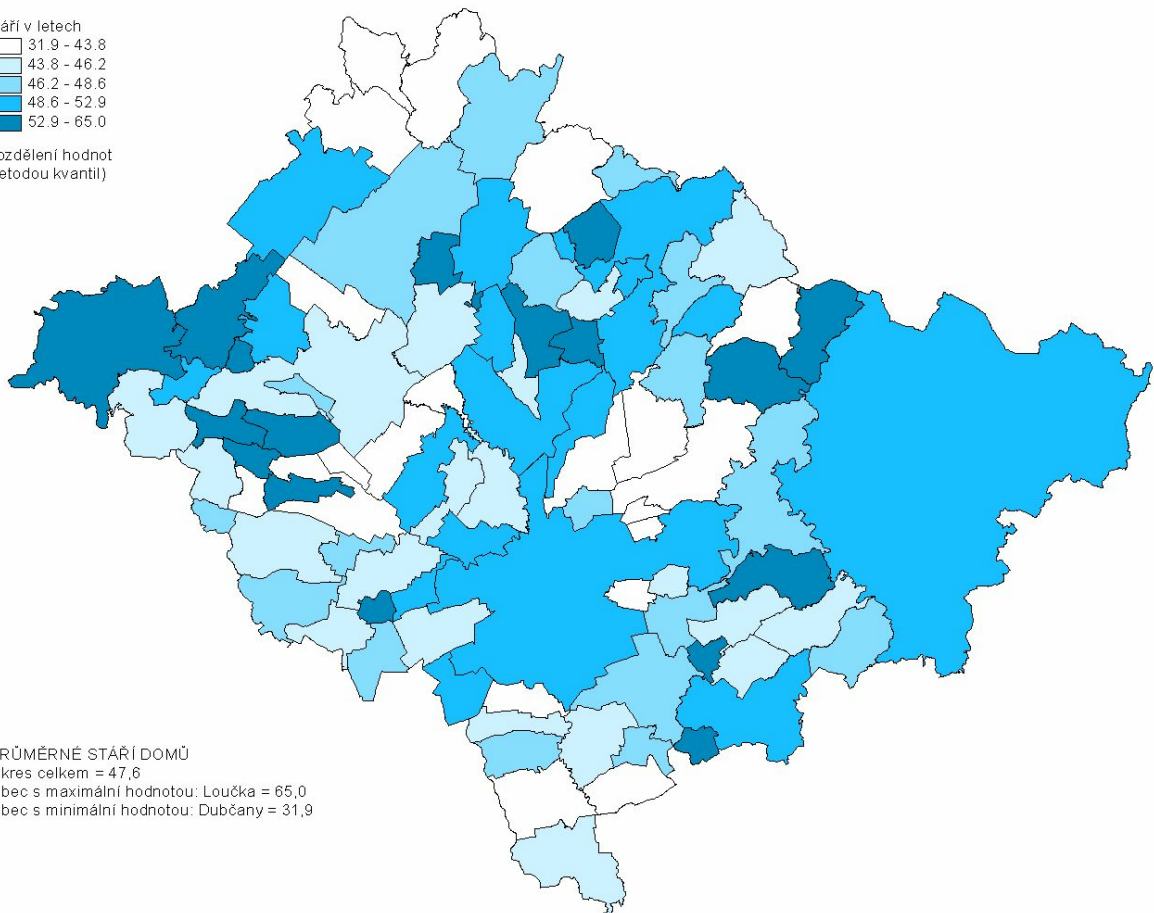 áří v letech
31.9 - 43.8
43.8 - 46.2
46.2 - 48.6
48.6 - 52.9
52.9 - 65.0
ozdělení hodnot
etodou kvantil)
RŮMĚRNÉ STÁŘÍ DOMŮ
kres celkem = 47,6
bec s maximální hodnotou: Loučka = 65,0
bec s minimální hodnotou: Dubčany = 31,9